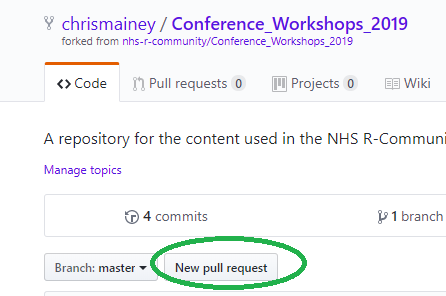 chrismainey / Conference_Workshops_2019
forked from nhs-r-community/Conference_Workshops_2019
Code Pull requests 0 Projects 0 Wiki
A repository for the content used in the NHS R-Communi
Manage topics
4 commits 1 branch
Branch: master New pull request